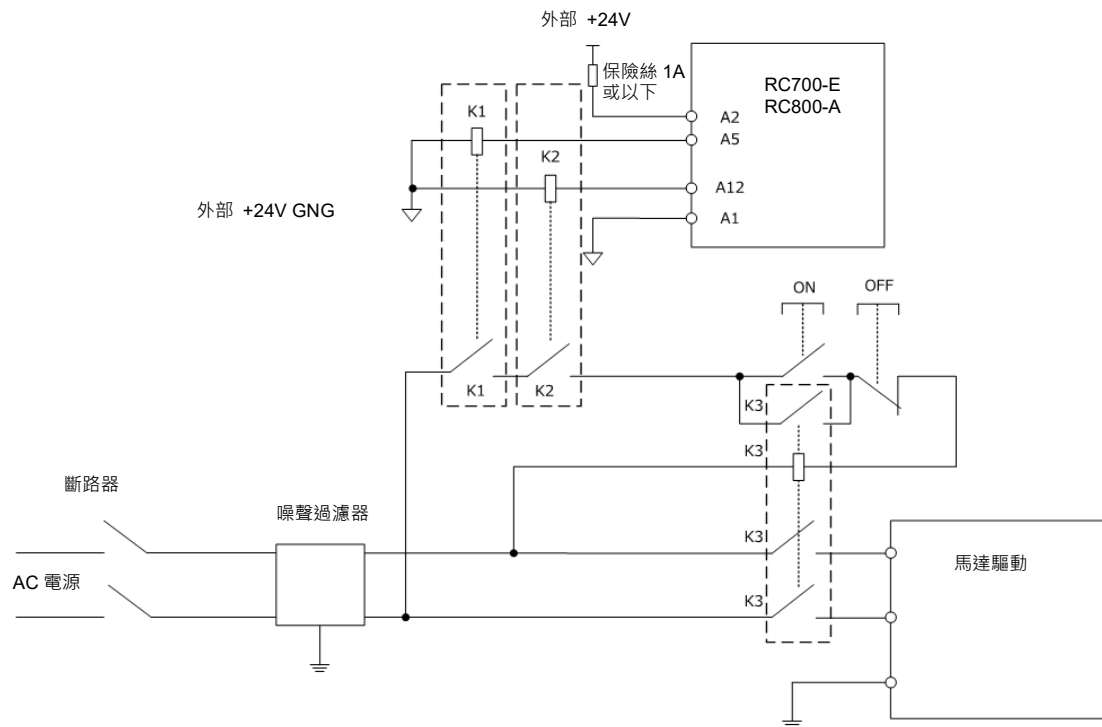 外部 +24V
保險絲 1A
或以下
RC700-E
RC800-A
K1
A2
A5
K2
A12
外部 +24V GNG
A1
ON
OFF
K1
K2
K3
K3
斷路器
噪聲過濾器
K3
馬達驅動
AC 電源
K3